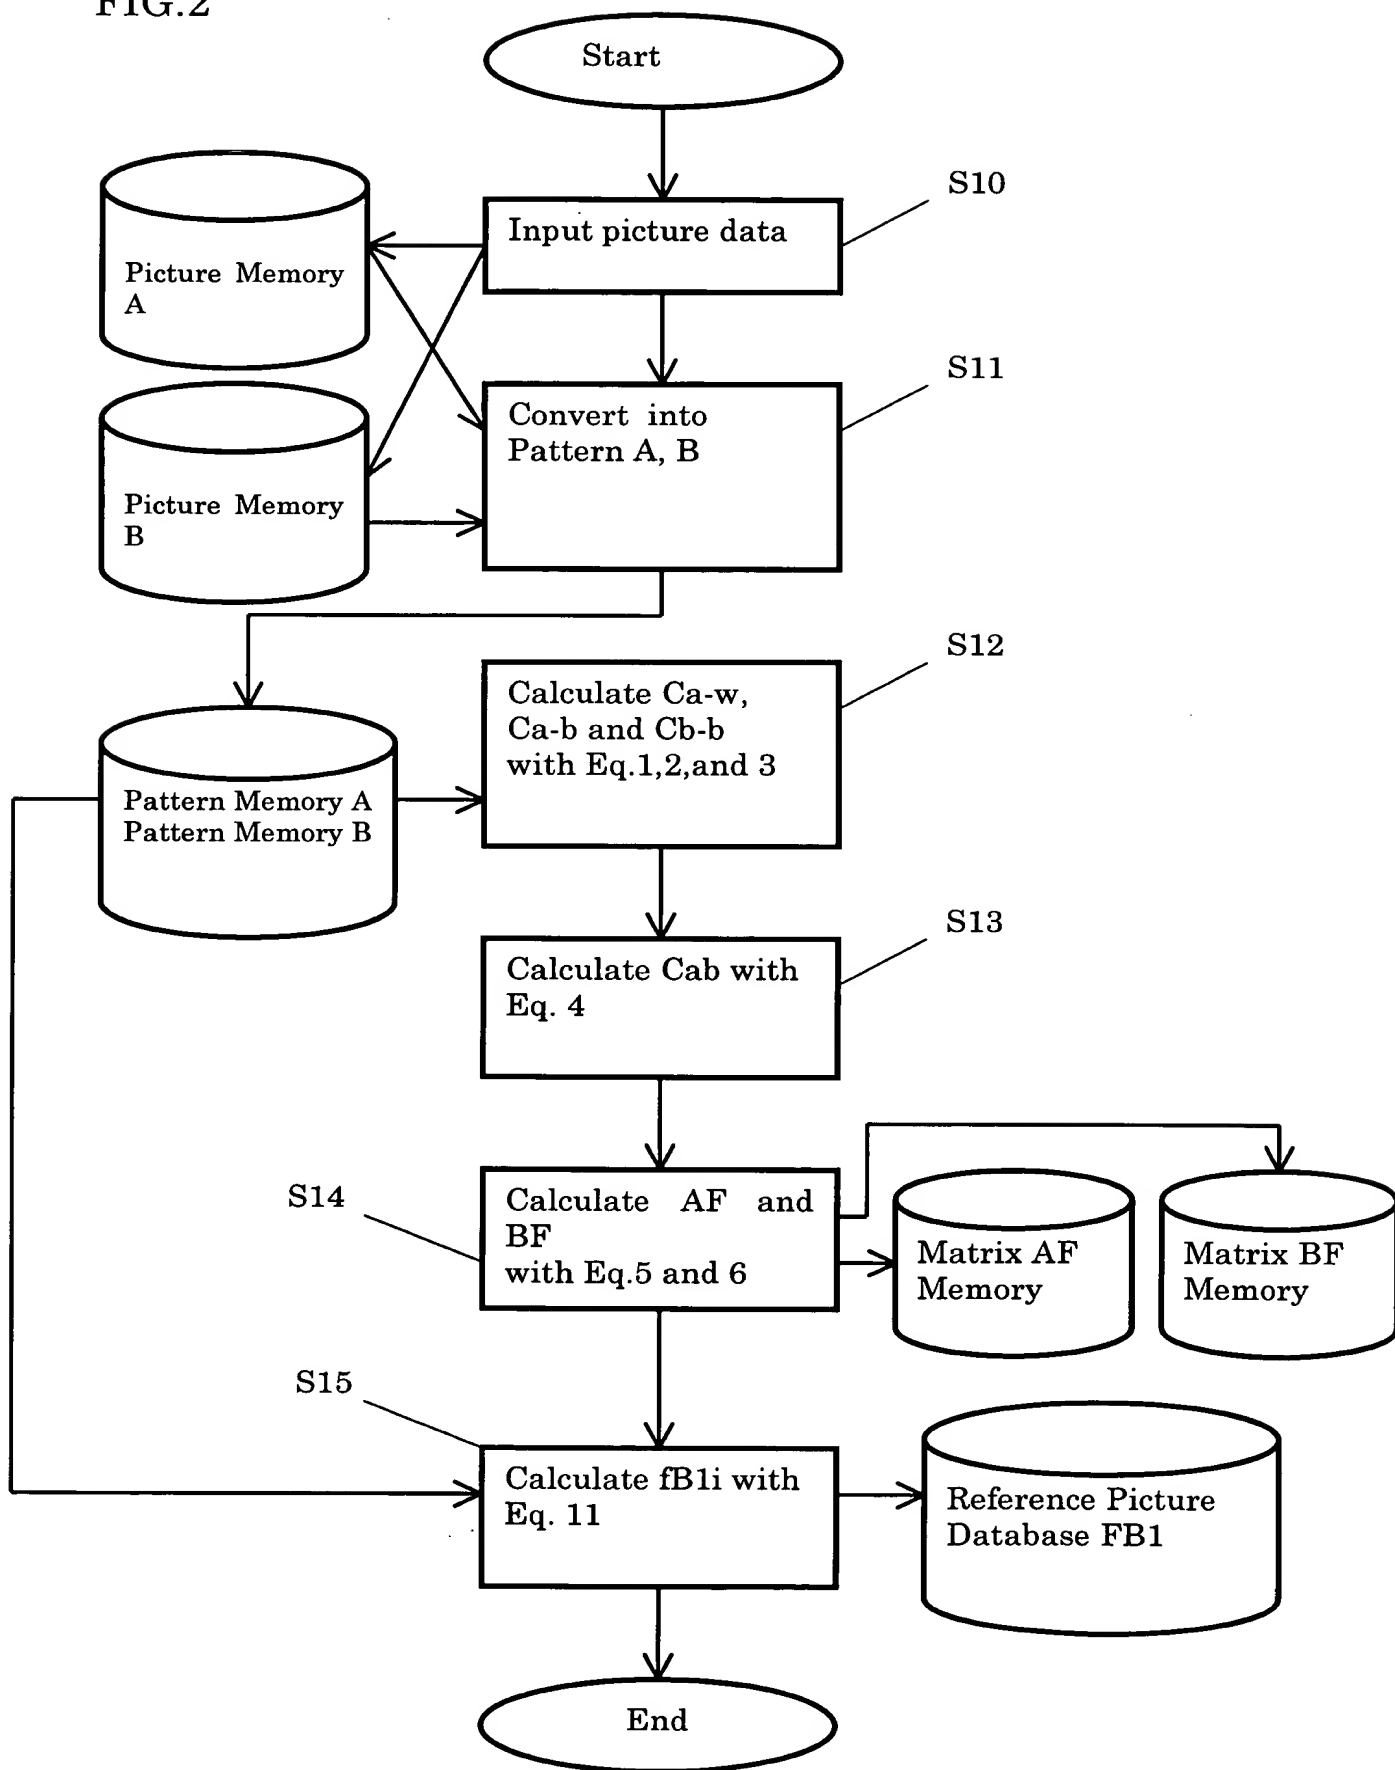 FIG.2
Start
S10
Input picture data
Picture Memory
A
S11
Convert into
Pattern A, B
Picture Memory
B
S12
Calculate Ca-w,
Ca-b and Cb-b
with Eq.1,2,and 3
Pattern Memory A
Pattern Memory B
S13
Calculate Cab with
Eq. 4
S14
Calculate AF and
BF
with Eq.5 and 6
Matrix AF
Memory
Matrix BF
Memory
S15
Calculate fB1i with
Eq. 11
Reference Picture
Database FB1
End